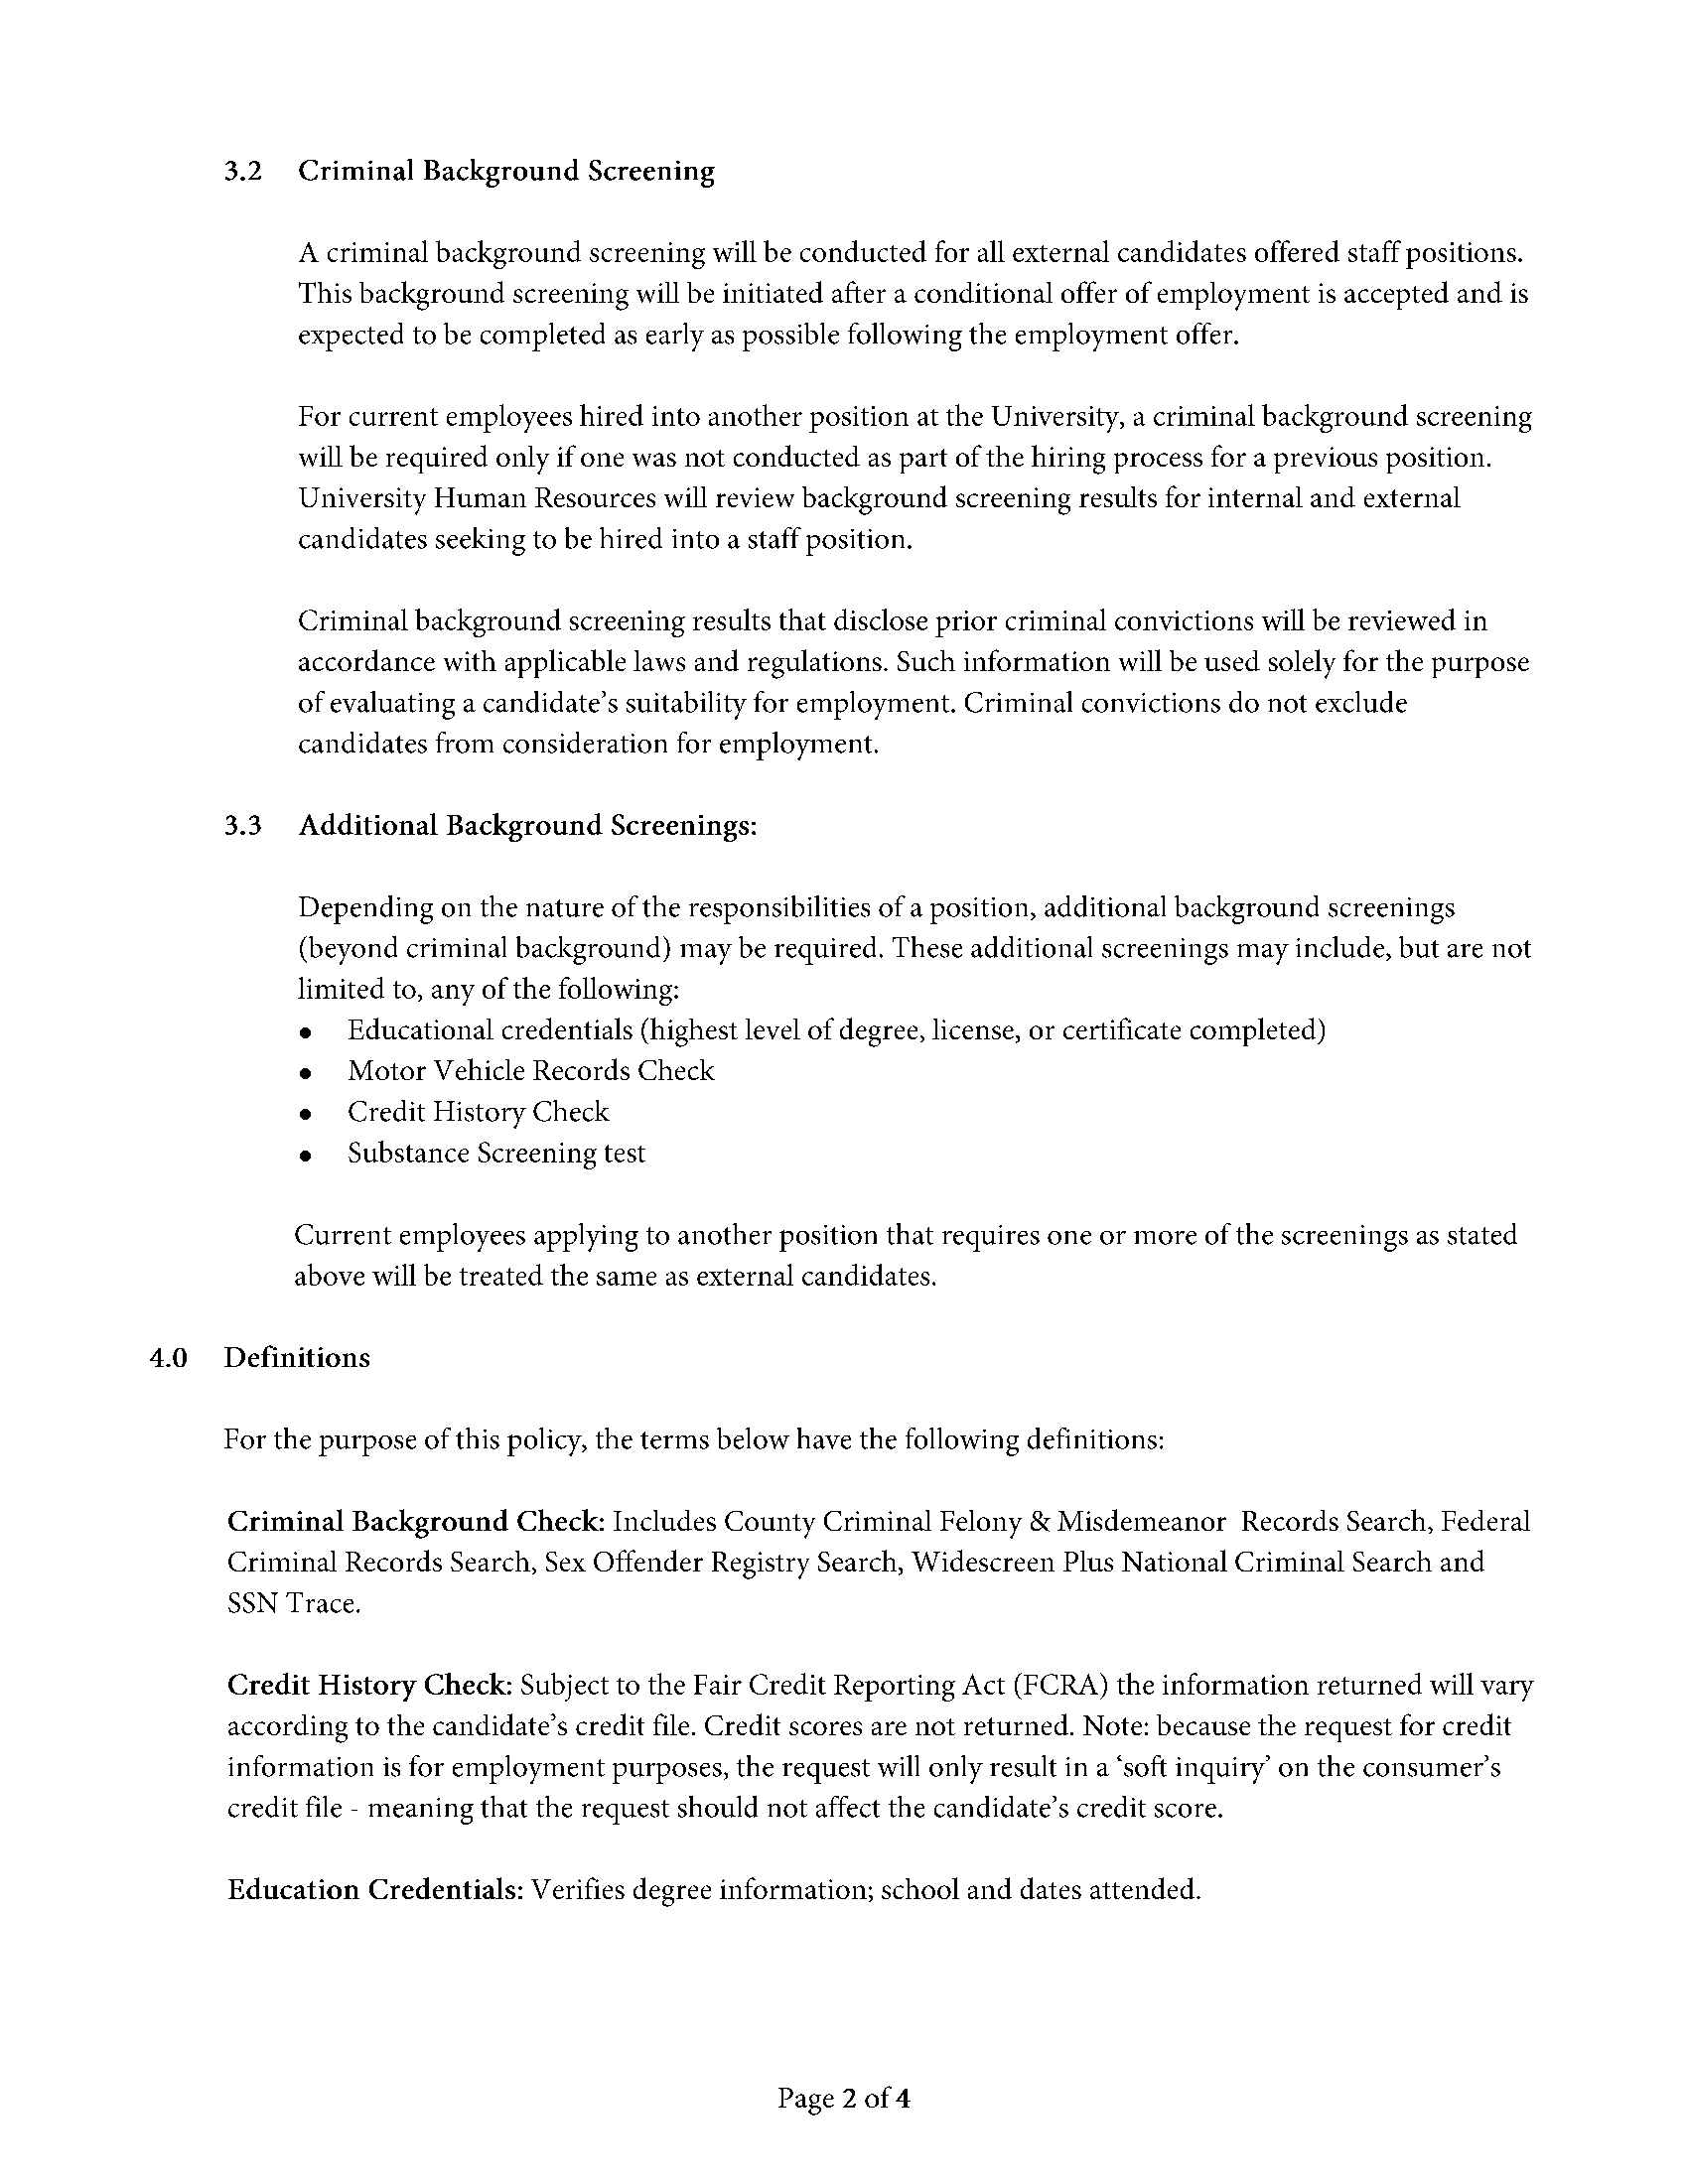 3.2 Criminal Background Screening
A criminal background screening will be conducted for all external candidates offered staff positions.
This background screening will be initiated after a conditional offer of employment is accepted and is
expected to be completed as early as possible following the employment offer.
For current employees hired into another position at the University, a criminal background screening
will be required only if one was not conducted as part of the hiring process for a previous position.
University Human Resources will review background screening results for internal and external
candidates seeking to be hired into a staff position.
Criminal background screening results that disclose prior criminal convictions will be reviewed in
accordance with applicable laws and regulations. Such information will be used solely for the purpose
of evaluating a candidate’s suitability for employment. Criminal convictions do not exclude
candidates from consideration for employment.
3.3 Additional Background Screenings:
Depending on the nature of the responsibilities of a position, additional background screenings
(beyond criminal background) may be required. These additional screenings may include, but are not
limited to, any of the following:
• Educational credentials (highest level of degree, license, or certificate completed)
• Motor Vehicle Records Check
• Credit History Check
• Substance Screening test
Current employees applying to another position that requires one or more of the screenings as stated
above will be treated the same as external candidates.
4.0 Definitions
For the purpose of this policy, the terms below have the following definitions:
Criminal Background Check: Includes County Criminal Felony & Misdemeanor Records Search, Federal
Criminal Records Search, Sex Offender Registry Search, Widescreen Plus National Criminal Search and
SSN Trace.
Credit History Check: Subject to the Fair Credit Reporting Act (FCRA) the information returned will vary
according to the candidate’s credit file. Credit scores are not returned. Note: because the request for credit
information is for employment purposes, the request will only result in a ‘soft inquiry’ on the consumer’s
credit file - meaning that the request should not affect the candidate’s credit score.
Education Credentials: Verifies degree information; school and dates attended.
Page 2 of 4